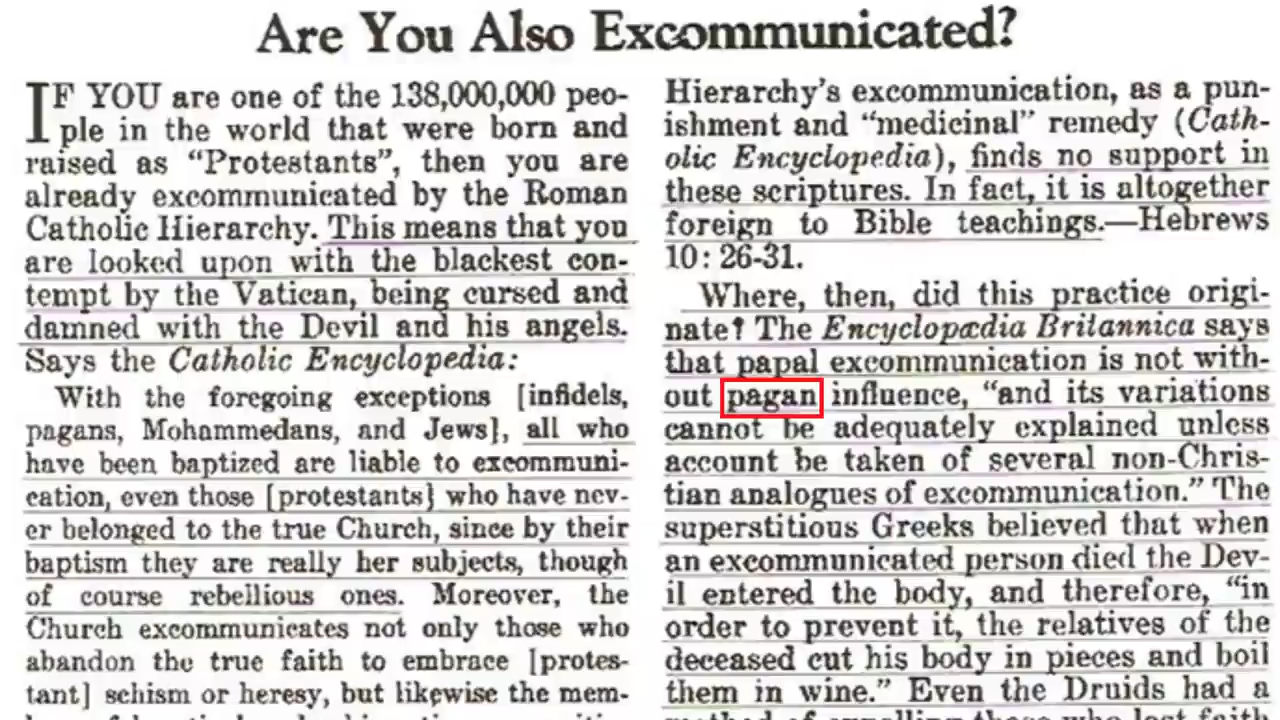 Are You Also Excommunicated?
IF YOU are one of the 138,000,000 peo-
ple in the world that were born and
raised as "Protestants", then you are
already excommunicated by the Roman
Catholic Hierarchy. This means that you
are looked upon with the blackest con-
tempt by the Vatican, being cursed and
damned with the Devil and his angels.
Says the Catholic Encyclopedia:
With the foregoing exceptions [infidels,
pagans, Mohammedans, and Jews], all who
have been baptized are liable to excommuni-
cation, even those [protestants] who have nev-
er belonged to the true Church, since by their
baptism they are really her subjects, though
of course rebellious ones. Moreover, the
Church excommunicates not only those who
abandon the true faith to embrace [protes-
tant] schism or heresy, but likewise the mem-
Hierarchy's excommunication, as a pun-
ishment and "medicinal" remedy (Cath-
olic Encyclopedia), finds no support in
these scriptures. In fact, it is altogether
foreign to Bible teachings.—Hebrews
10: 26-31.
Where, then, did this practice origi-
nate? The Encyclopædia Britannica says
that papal excommunication is not with-
out pagan influence, "and its variations
cannot be adequately explained unless
account be taken of several non-Chris-
tian analogues of excommunication." The
superstitious Greeks believed that when
an excommunicated person died the Dev-
il entered the body, and therefore, "in
order to prevent it, the relatives of the
deceased cut his body in pieces and boil
them in wine." Even the Druids had a